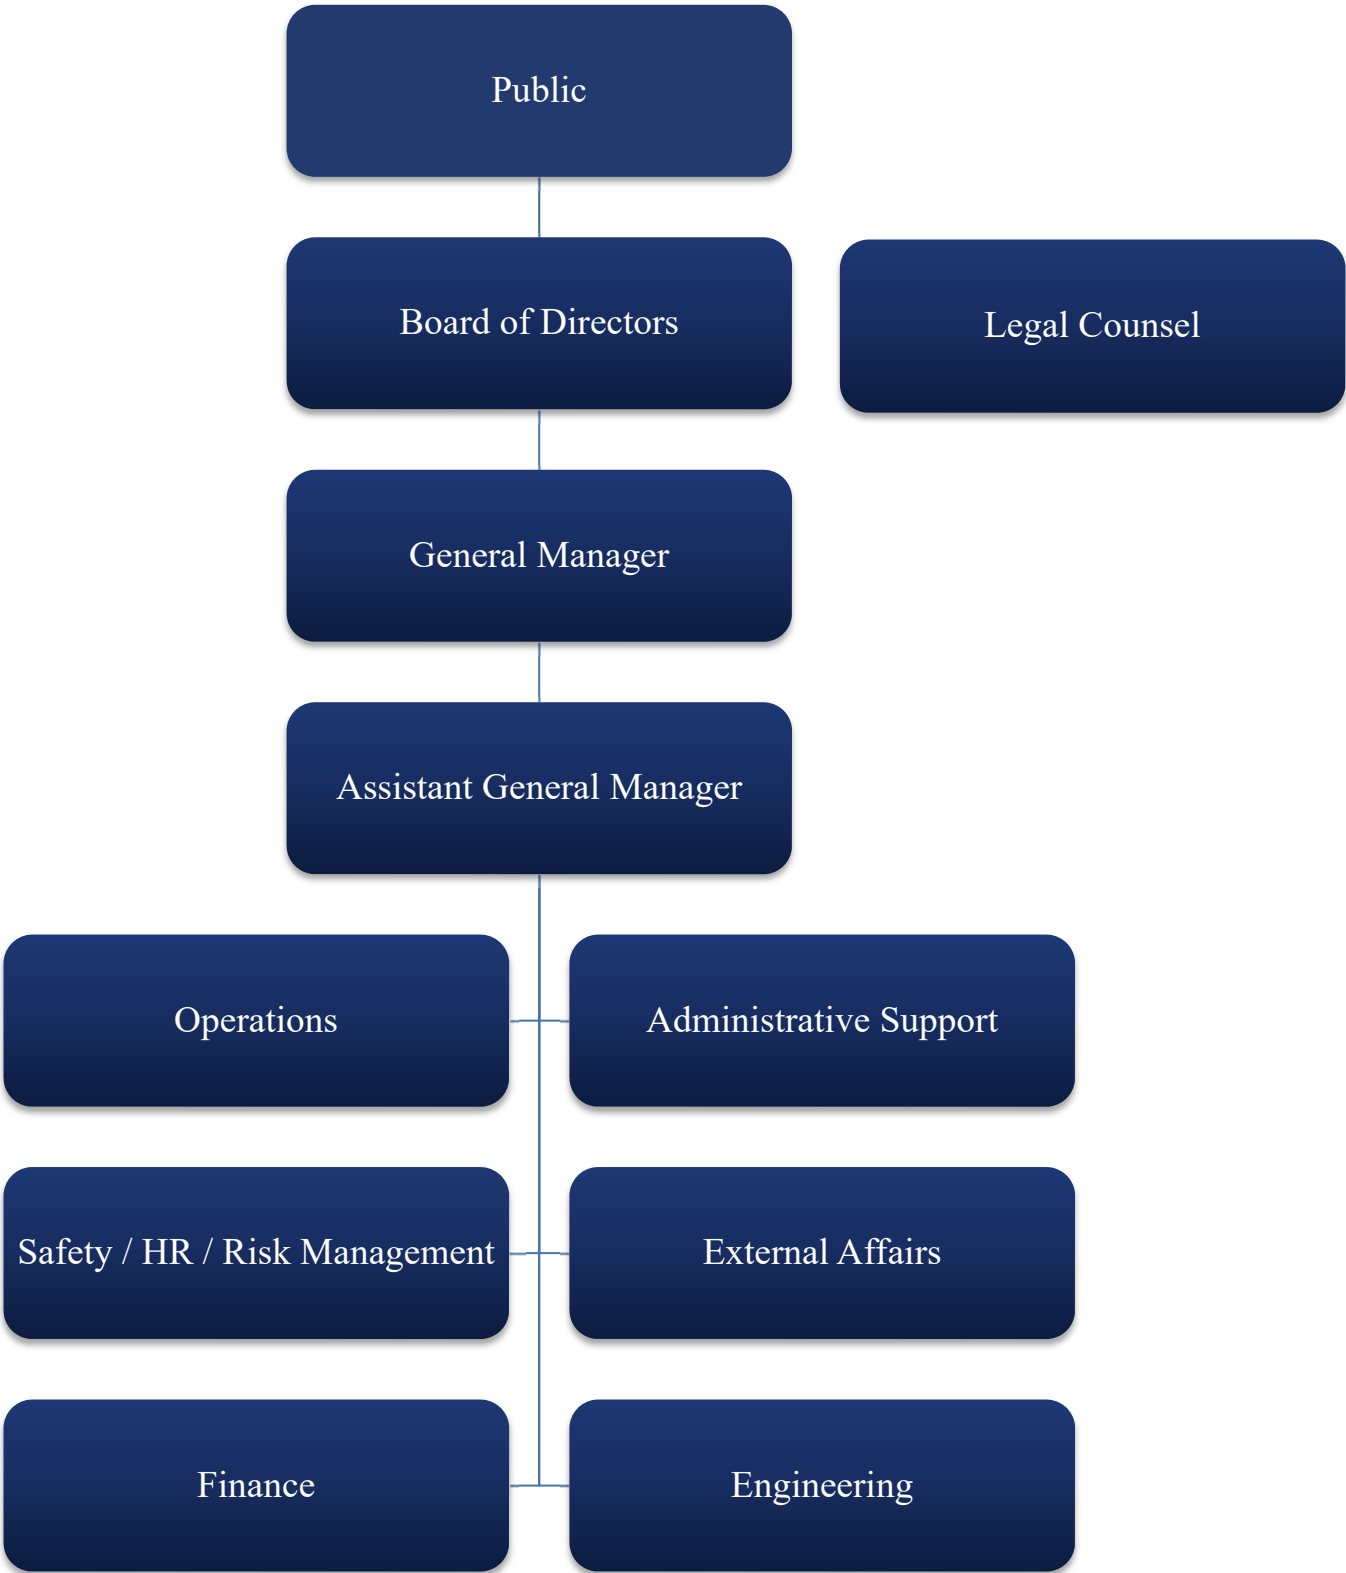 Public
Board of Directors
Legal Counsel
General Manager
Assistant General Manager
Operations
Administrative Support
Safety / HR / Risk Management
External Affairs
Finance
Engineering